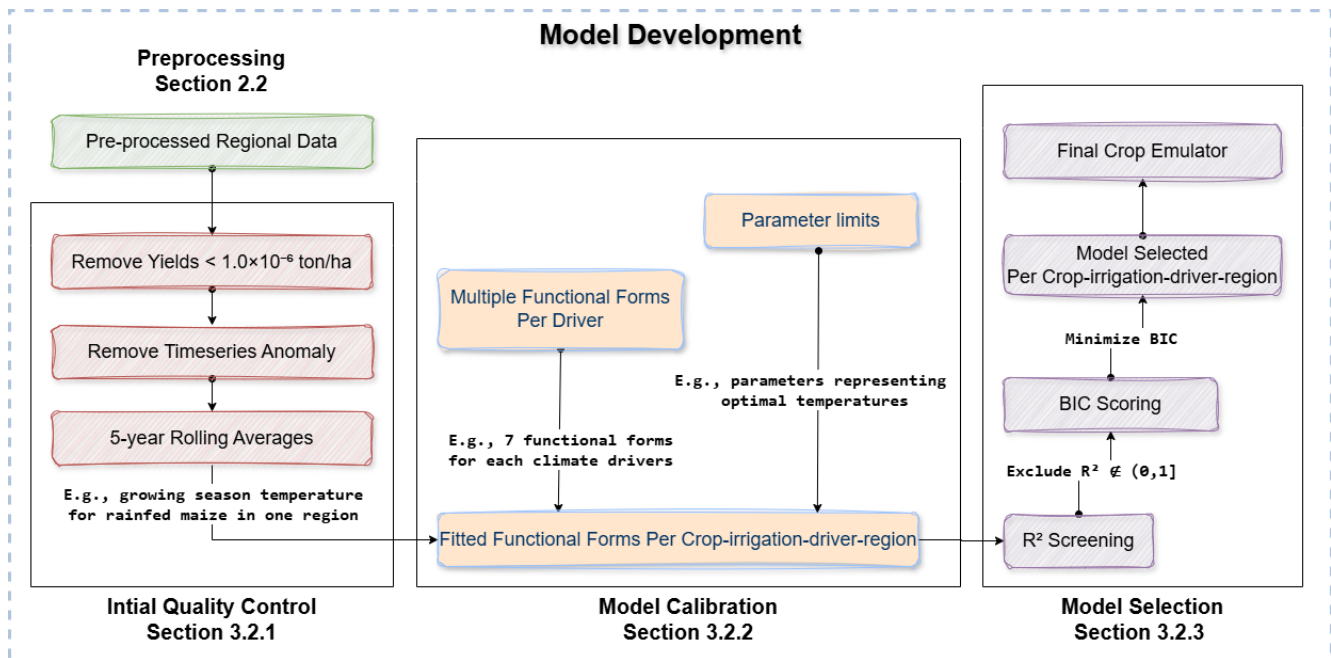 Model Development
Preprocessing
Section 2.2
Pre-processed Regional Data
Remove Yields < 1.0×10⁻⁶ ton/ha
Remove Timeseries Anomaly
5-year Rolling Averages
E.g., growing season temperature
for rainfed maize in one region
Intial Quality Control
Section 3.2.1
Parameter limits
Multiple Functional Forms
Per Driver
E.g., parameters representing
optimal temperatures
E.g., 7 functional forms
for each climate drivers
Fitted Functional Forms Per Crop-irrigation-driver-region
Model Calibration
Section 3.2.2
Final Crop Emulator
Model Selected
Per Crop-irrigation-driver-region
Minimize BIC
BIC Scoring
Exclude R² ∉ (0,1]
R² Screening
Model Selection
Section 3.2.3